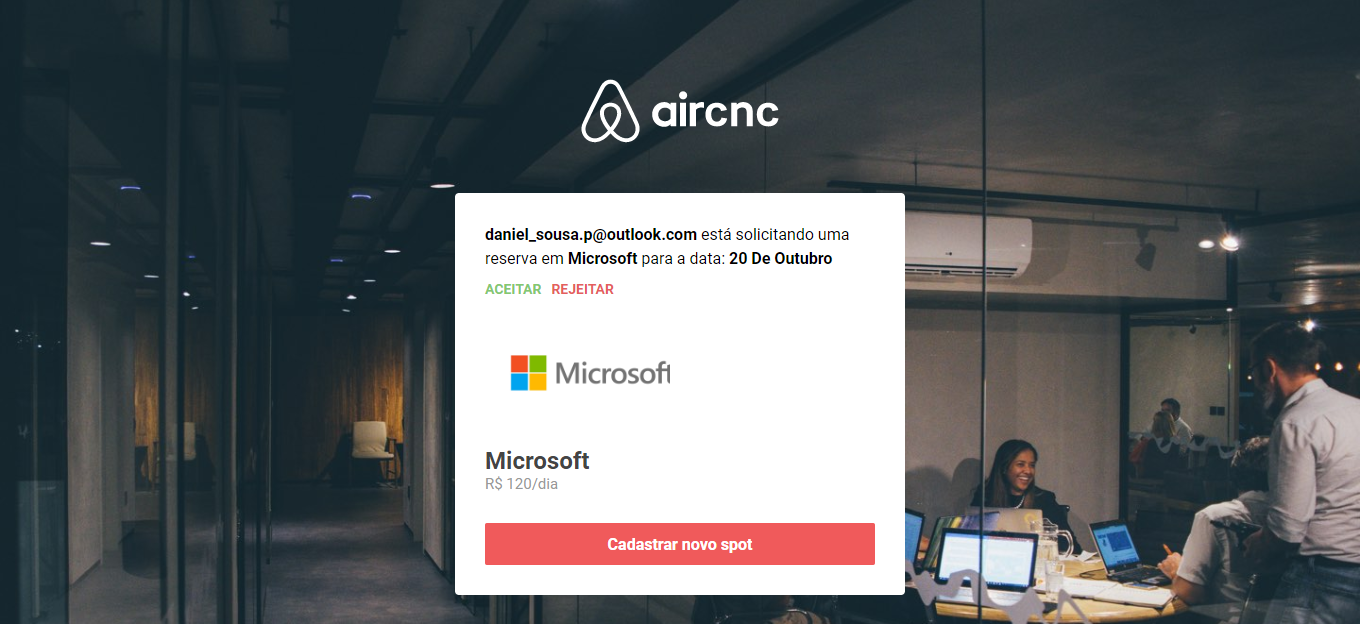 aircnc
daniel_sousa.p@outlook.com está solicitando uma
reserva em Microsoft para a data: 20 De Outubro
ACEITAR REJEITAR
Microsoft
Microsoft
R$ 120/dia
Cadastrar novo spot